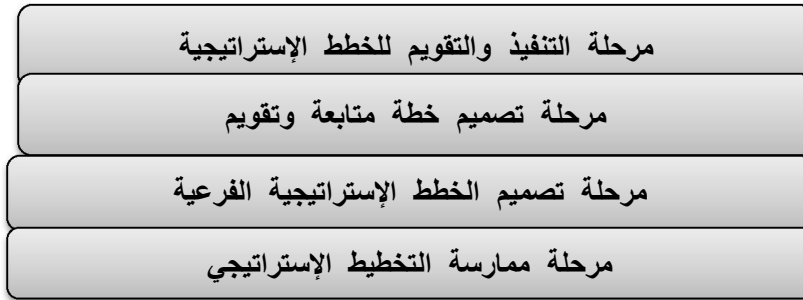 مرحلة التنفيذ والتقويم للخطط الإستراتيجية
مرحلة تصميم خطة متابعة وتقويم
مرحلة تصميم الخطط الإستراتيجية الفرعية
مرحلة ممارسة التخطيط الإستراتيجي